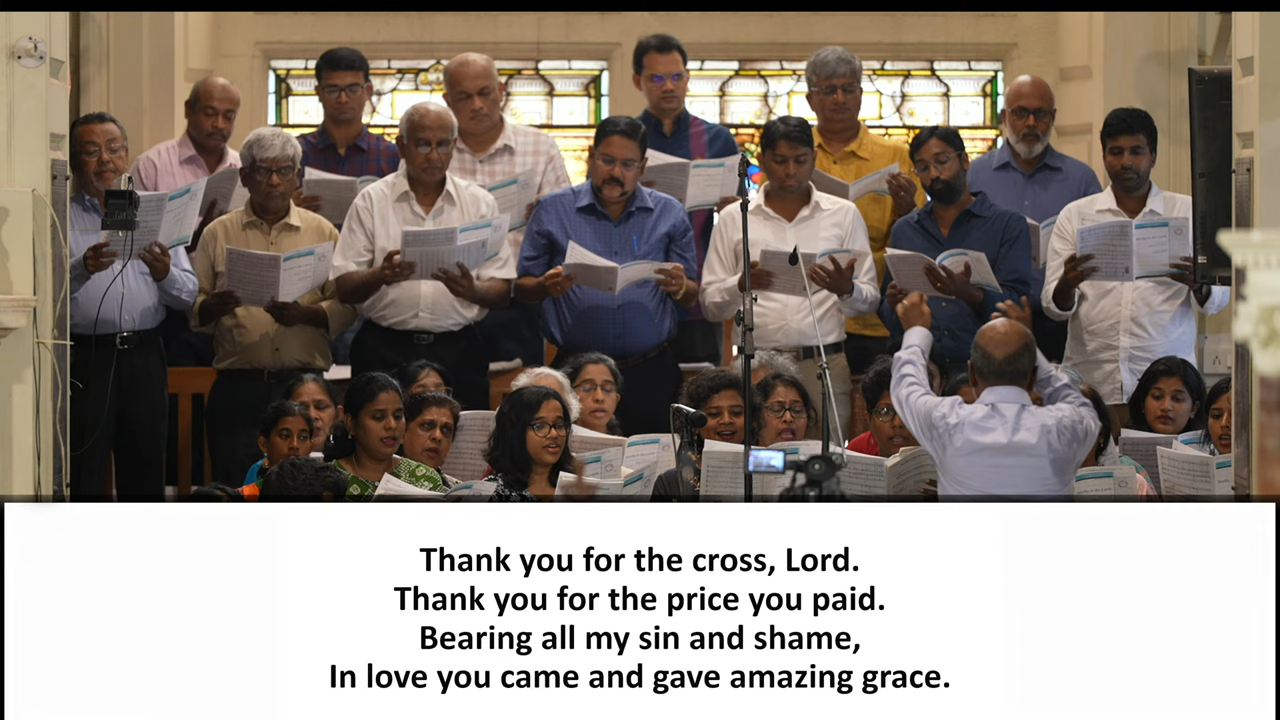 Thank you for the cross, Lord.
Thank you for the price you paid.
Bearing all my sin and shame,
In love you came and gave amazing grace.